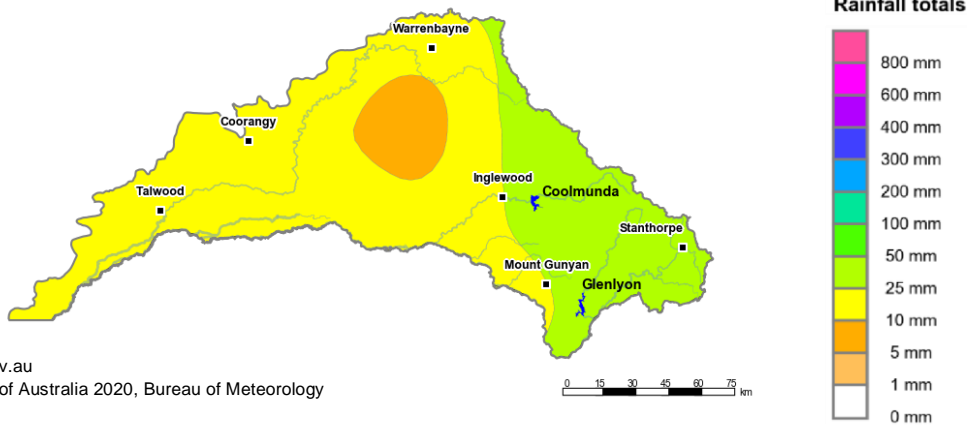 Rainfall totals
Warrenbayne
Coorangy
Talwood
Inglewood
Coolmunda
Stanthorpe
Mount Gunyan
Glenlyon
800 mm
600 mm
400 mm
300 mm
200 mm
100 mm
50 mm
25 mm
10 mm
5 mm
1 mm
0 mm
v.au
of Australia 2020, Bureau of Meteorology
0 15 30 45 60 75
km